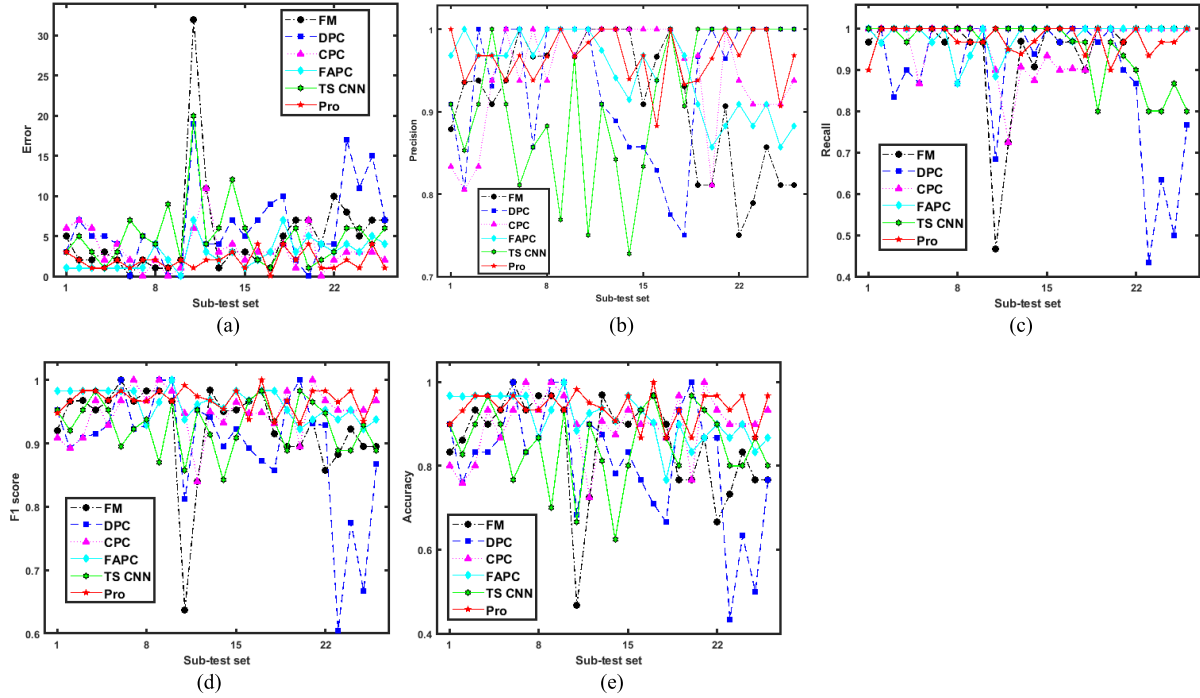 FM
DPC
CPC
FAPC
TS CNN
Pro
Error
30
25
20
15
10
5
0
1
8
15
22
Sub-test set
(a)
Precision
1
0.9
0.8
0.7
FM
DPC
CPC
FAPC
TS CNN
Pro
1
8
15
22
Sub-test set
(b)
Recall
1
0.9
0.8
0.7
0.6
0.5
0.4
FM
DPC
CPC
FAPC
TS CNN
Pro
1
8
15
22
Sub-test set
(c)
F1 score
1
0.9
0.8
0.7
0.6
FM
DPC
CPC
FAPC
TS CNN
Pro
1
8
15
22
Sub-test set
(d)
Accuracy
1
0.8
0.6
0.4
FM
DPC
CPC
FAPC
TS CNN
Pro
1
8
15
22
Sub-test set
(e)